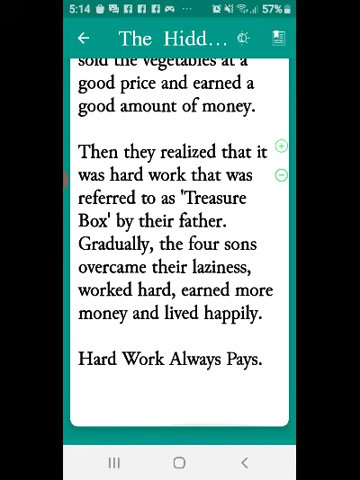 5:14
57%
The Hidd...
sold the vegetables at a
good price and earned a
good amount of money.
Then they realized that it
was hard work that was
referred to as 'Treasure
Box' by their father.
Gradually, the four sons
overcame their laziness,
worked hard, earned more
money and lived happily.
Hard Work Always Pays.